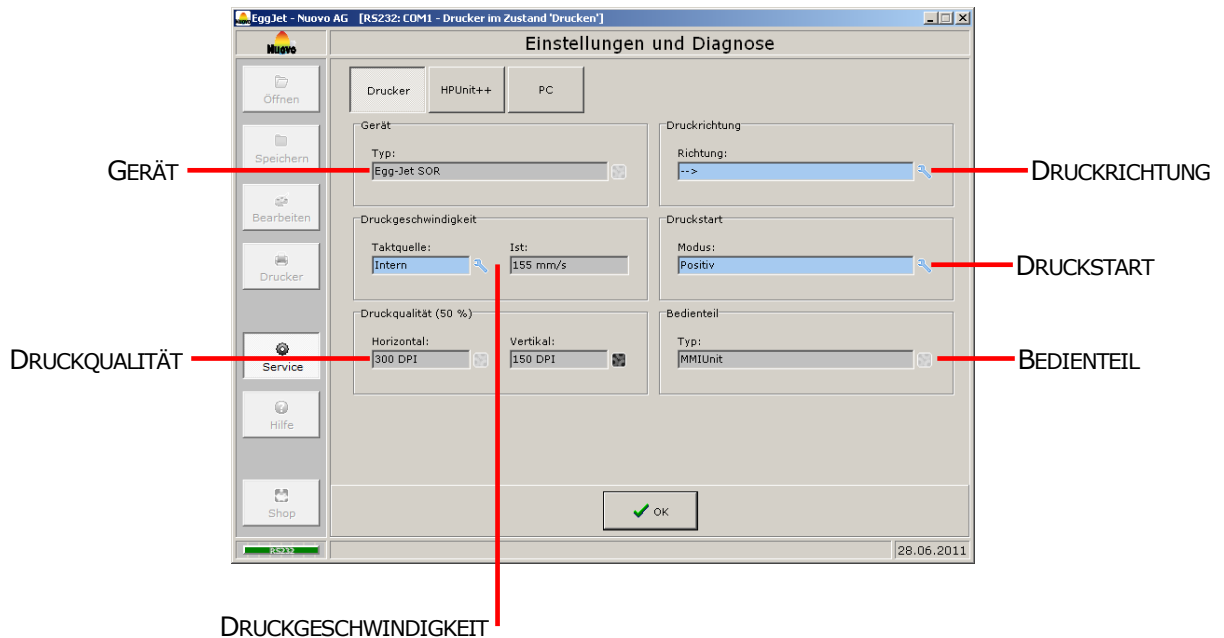 EggJet - Nuovo AG [RS232: COM1 - Drucker im Zustand 'Drucken']
Nuovo
Einstellungen und Diagnose
Öffnen
Speichern
Bearbeiten
Drucker
Service
Hilfe
Shop
RS232
Drucker
HPUnit++
PC
Gerät
Typ:
Egg-Jet SOR
Druckrichtung
Richtung:
-->
Druckgeschwindigkeit
Taktquelle:
Intern
Ist:
155 mm/s
Druckstart
Modus:
Positiv
Druckqualität (50 %)
Horizontal:
300 DPI
Vertikal:
150 DPI
Bedienteil
Typ:
MMIUnit
OK
28.06.2011
GERÄT
DRUCKQUALITÄT
DRUCKGESCHWINDIGKEIT
DRUCKRICHTUNG
DRUCKSTART
BEDIENTEIL